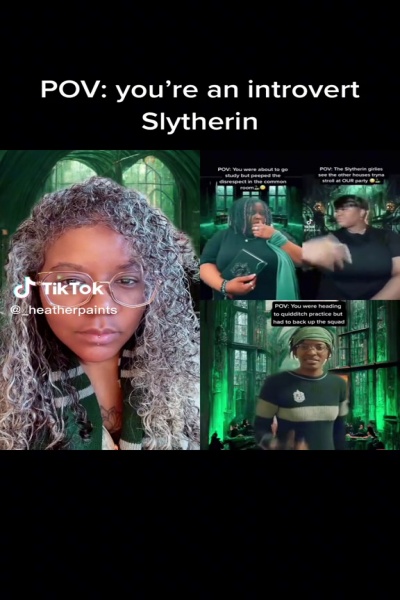 POV: you’re an introvert
Slytherin
POV: You were about to go
study but peeped the
disrespect in the common
room
POV: The Slytherin girlies
see the other houses tryna
stroll at OUR party
TikTok
@_heatherpaints
POV: You were heading
to quidditch practice but
had to back up the squad